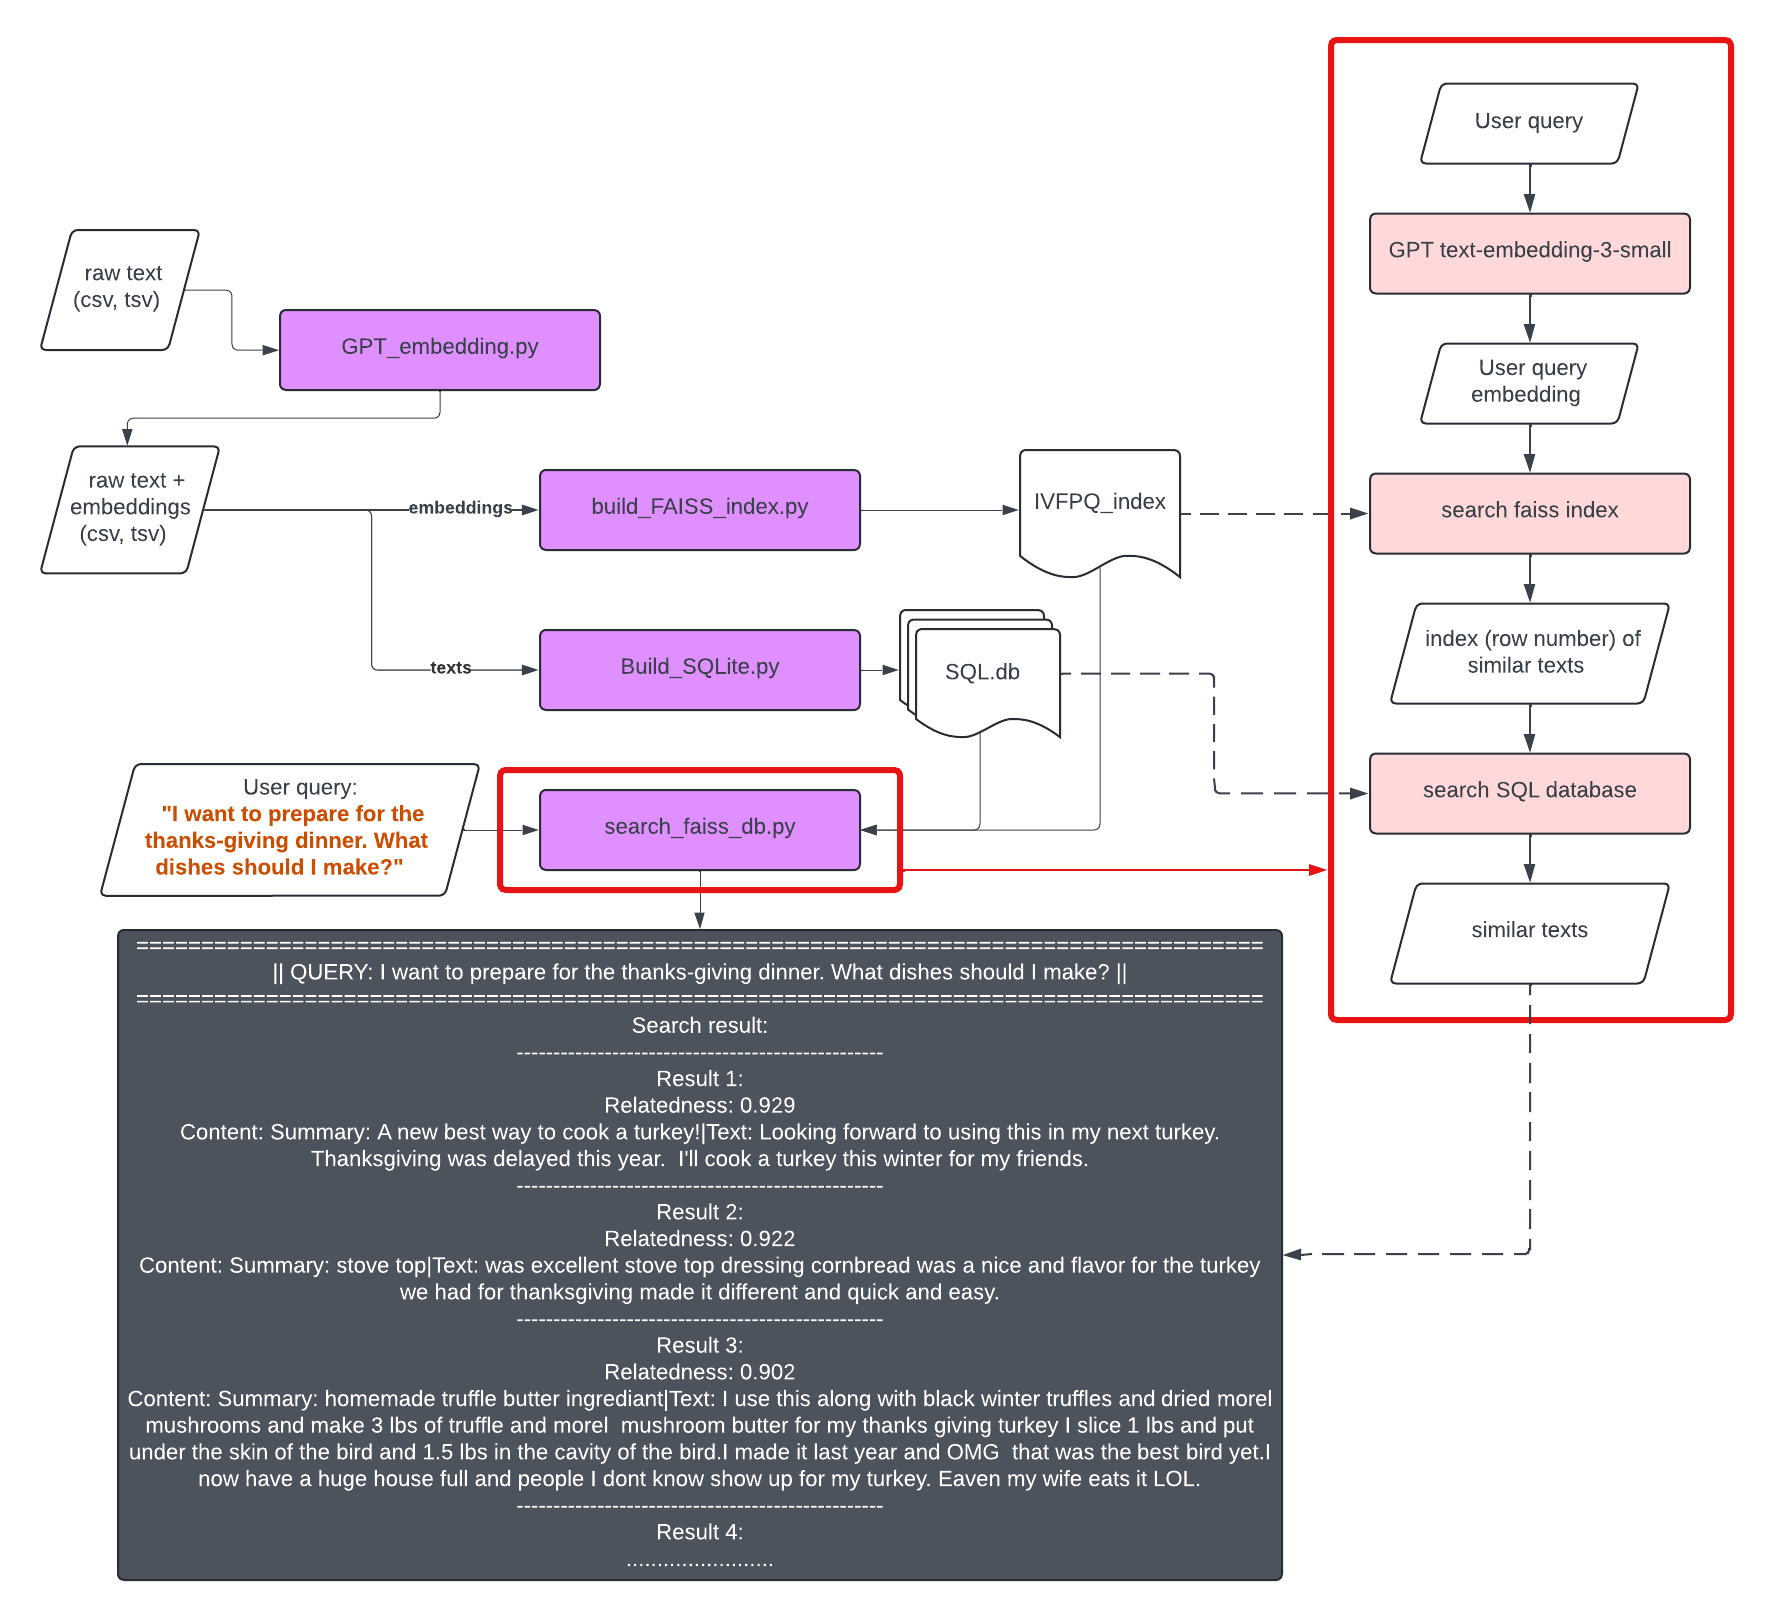 User query
GPT text-embedding-3-small
User query
embedding
search faiss index
index (row number) of
similar texts
search SQL database
similar texts
raw text
(csv, tsv)
GPT_embedding.py
raw text +
embeddings
(csv, tsv)
embeddings
build_FAISS_index.py
IVFPQ_index
texts
Build_SQLite.py
SQL.db
User query:
"I want to prepare for the
thanks-giving dinner. What
dishes should I make?"
search_faiss_db.py
=======================================================================================
|| QUERY: I want to prepare for the thanks-giving dinner. What dishes should I make? ||
=======================================================================================
Search result:
--------------------------------------------------
Result 1:
Relatedness: 0.929
Content: Summary: A new best way to cook a turkey!|Text: Looking forward to using this in my next turkey.
Thanksgiving was delayed this year.  I'll cook a turkey this winter for my friends.
--------------------------------------------------
Result 2:
Relatedness: 0.922
Content: Summary: stove top|Text: was excellent stove top dressing cornbread was a nice and flavor for the turkey
we had for thanksgiving made it different and quick and easy.
--------------------------------------------------
Result 3:
Relatedness: 0.902
Content: Summary: homemade truffle butter ingrediant|Text: I use this along with black winter truffles and dried morel
mushrooms and make 3 lbs of truffle and morel  mushroom butter for my thanks giving turkey I slice 1 lbs and put
under the skin of the bird and 1.5 lbs in the cavity of the bird.I made it last year and OMG  that was the best bird yet.I
now have a huge house full and people I dont know show up for my turkey. Eaven my wife eats it LOL.
--------------------------------------------------
Result 4:
........................